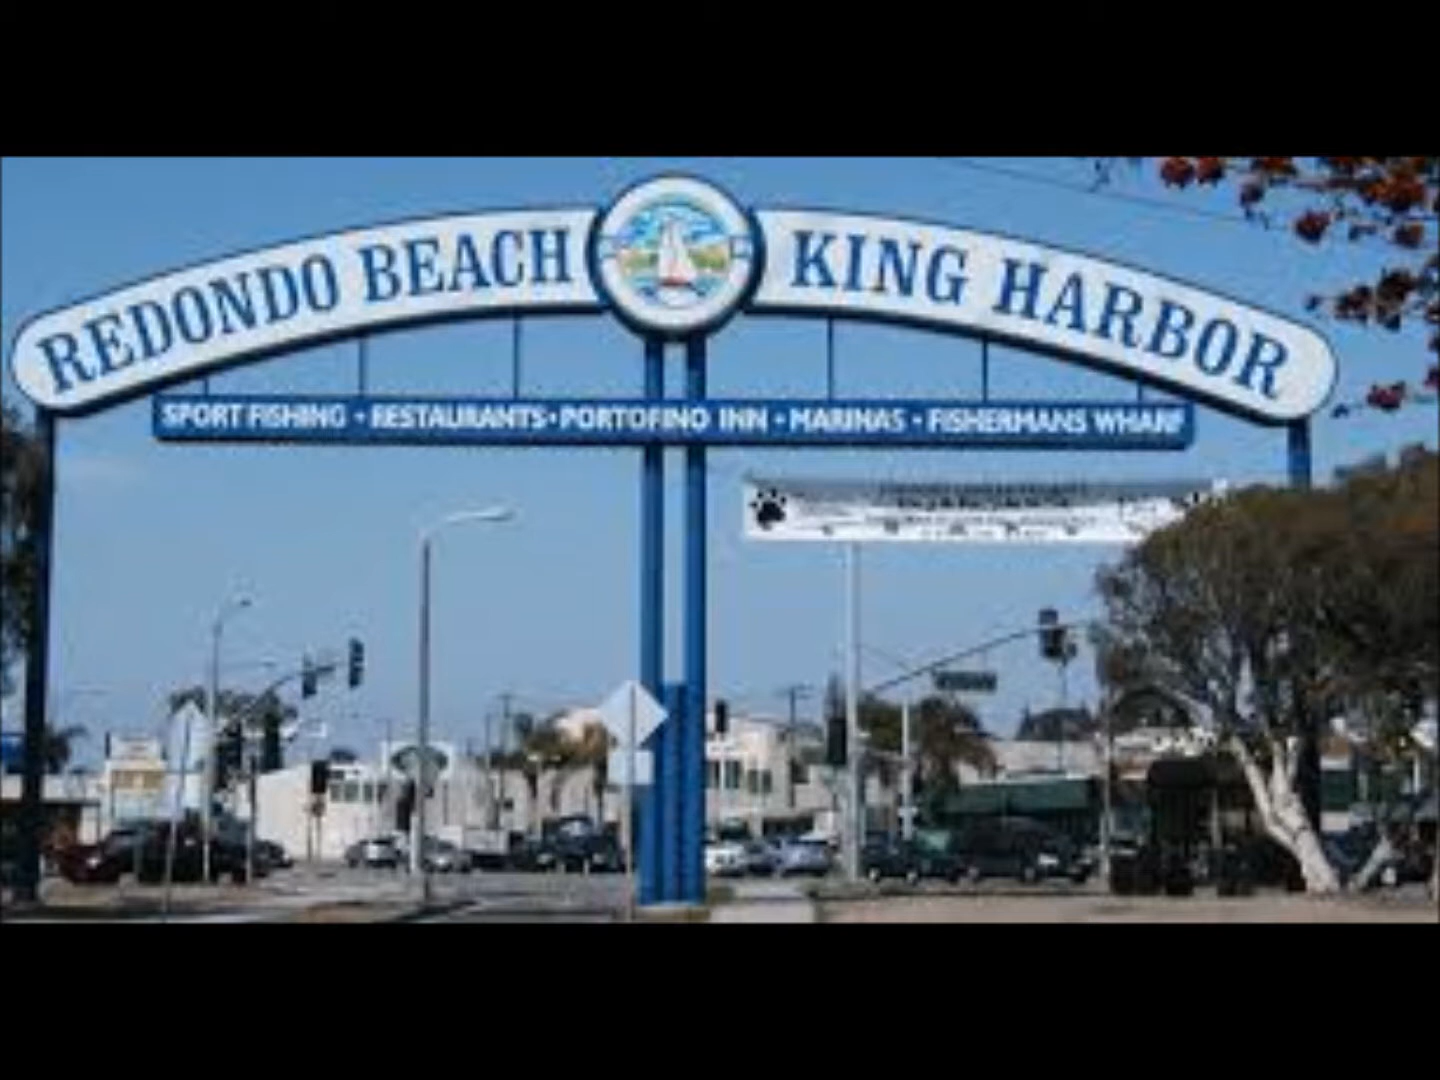 REDONDO BEACH KING HARBOR
SPORT FISHING • RESTAURANTS • PORTOFINO INN • MARINAS • FISHERMANS WHARF